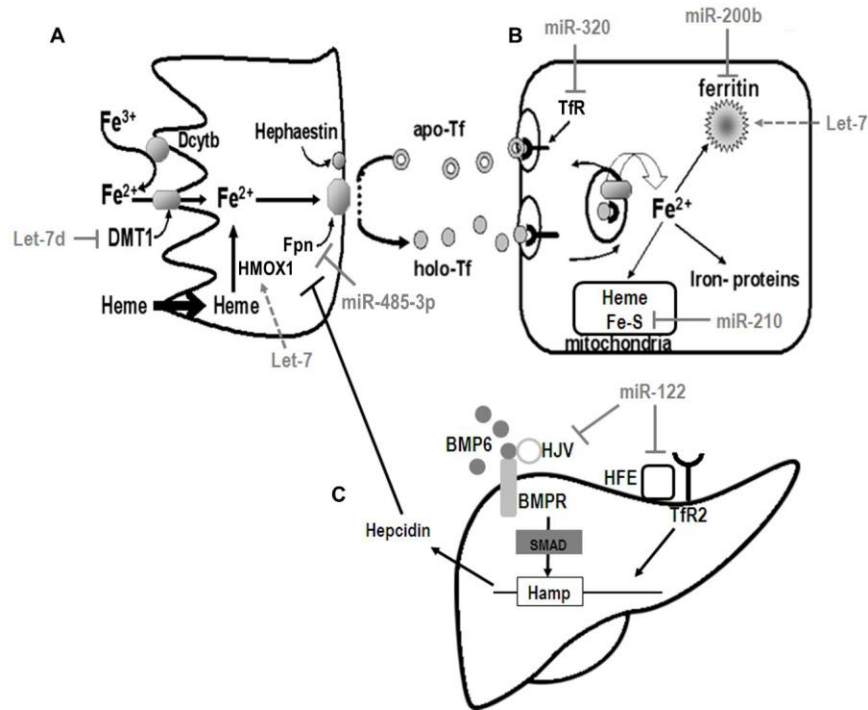 A
Fe3+
Dcytb
Hephaestin
Fe2+
Fe2+
Let-7d
DMT1
Fpn
HMOX1
Heme
Heme
miR-485-3p
Let-7
apo-Tf
holo-Tf
B
miR-320
miR-200b
TfR
ferritin
Let-7
Fe2+
Iron- proteins
Heme
Fe-S
miR-210
mitochondria
C
miR-122
BMP6
HJV
HFE
BMPR
TfR2
SMAD
Hepcidin
Hamp